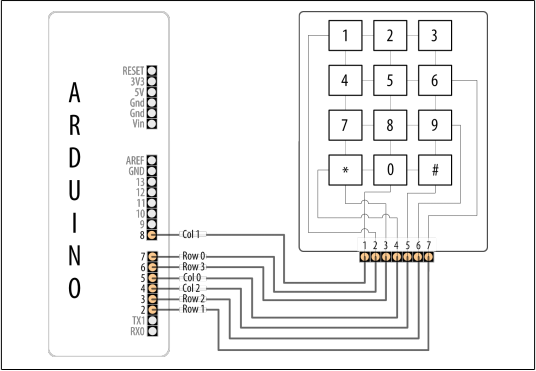 ARDUINO
RESET
3V3
5V
Gnd
Gnd
Vin
AREF
GND
13
12
11
10
9
8 Col 1
7 Row 0
6 Row 3
5 Col 0
4 Col 2
3 Row 2
2 Row 1
TX1
RX0
1 2 3
4 5 6
7 8 9
* 0 #
1 2 3 4 5 6 7